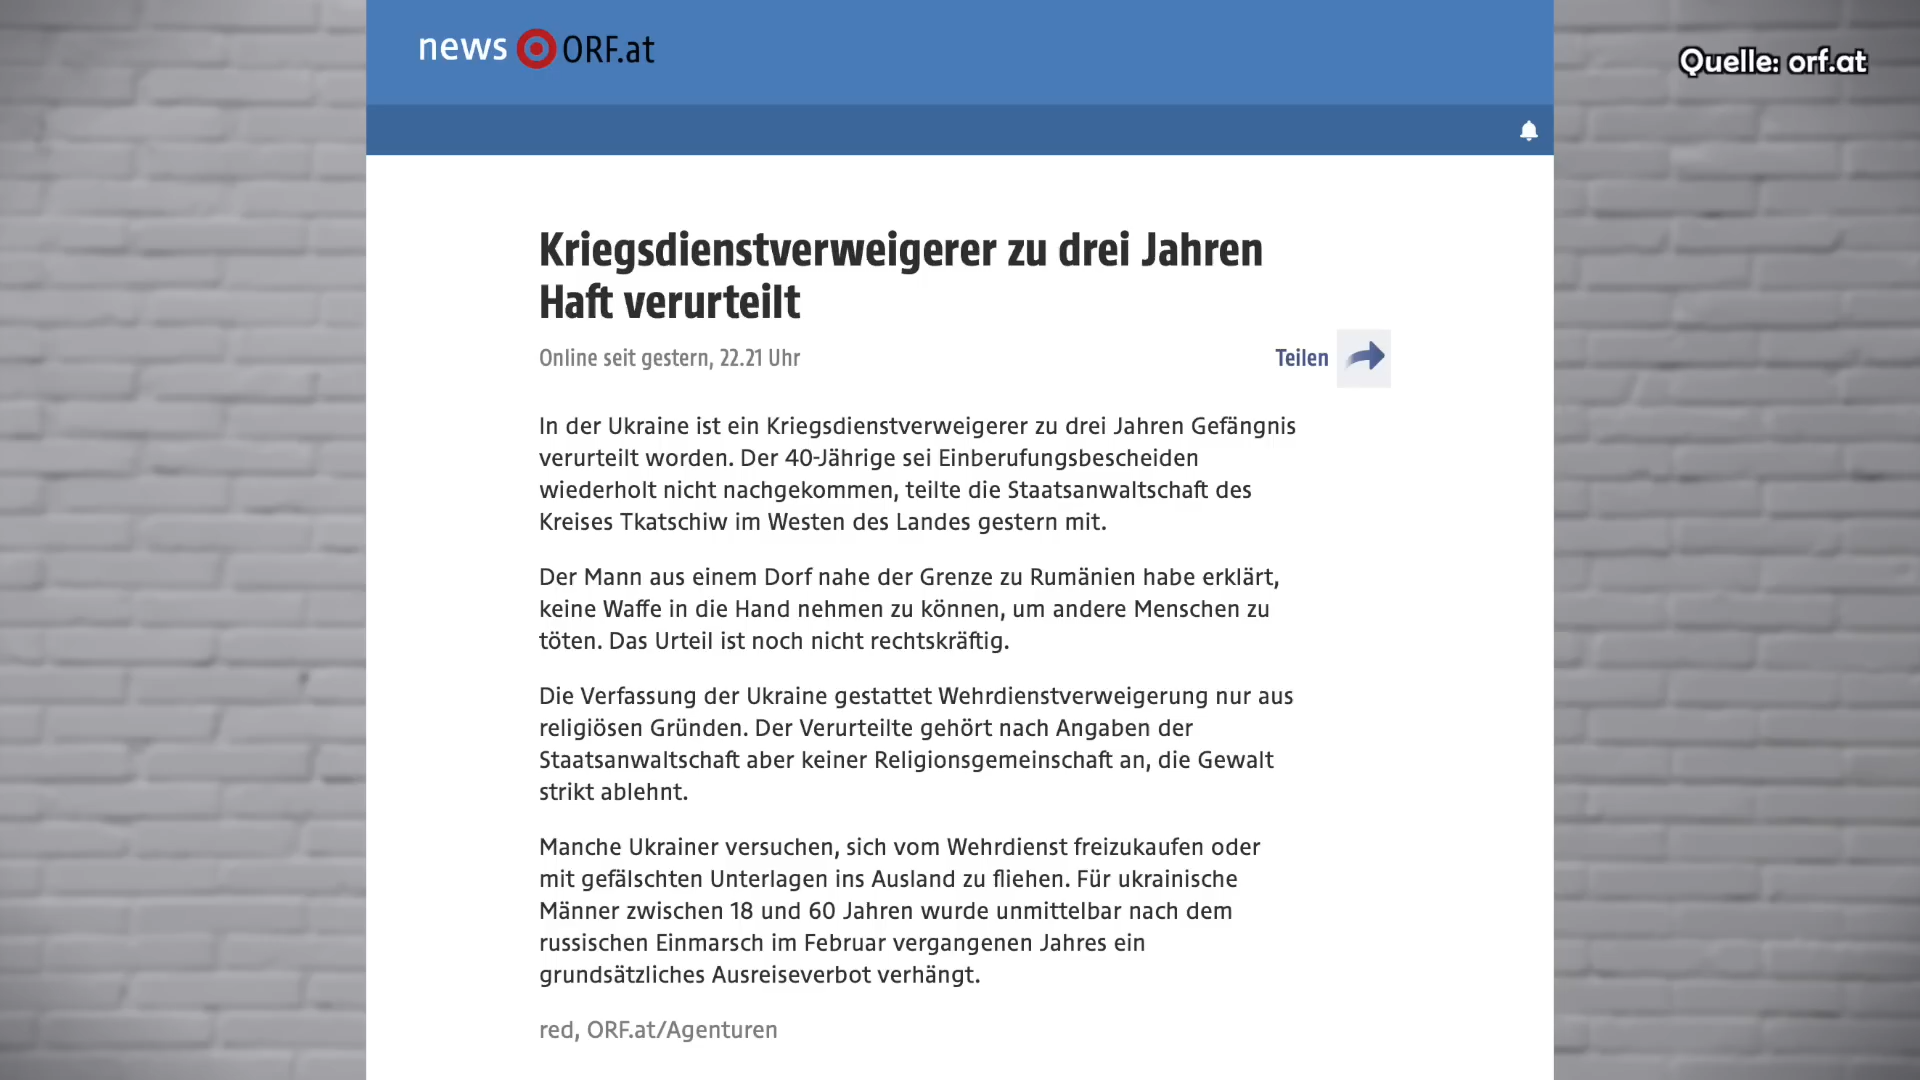 news ORF.at
Quelle: orf.at
Kriegsdienstverweigerer zu drei Jahren
Haft verurteilt
Online seit gestern, 22.21 Uhr
Teilen
In der Ukraine ist ein Kriegsdienstverweigerer zu drei Jahren Gefängnis
verurteilt worden. Der 40-Jährige sei Einberufungsbescheiden
wiederholt nicht nachgekommen, teilte die Staatsanwaltschaft des
Kreises Tkatschiw im Westen des Landes gestern mit.
Der Mann aus einem Dorf nahe der Grenze zu Rumänien habe erklärt,
keine Waffe in die Hand nehmen zu können, um andere Menschen zu
töten. Das Urteil ist noch nicht rechtskräftig.
Die Verfassung der Ukraine gestattet Wehrdienstverweigerung nur aus
religiösen Gründen. Der Verurteilte gehört nach Angaben der
Staatsanwaltschaft aber keiner Religionsgemeinschaft an, die Gewalt
strikt ablehnt.
Manche Ukrainer versuchen, sich vom Wehrdienst freizukaufen oder
mit gefälschten Unterlagen ins Ausland zu fliehen. Für ukrainische
Männer zwischen 18 und 60 Jahren wurde unmittelbar nach dem
russischen Einmarsch im Februar vergangenen Jahres ein
grundsätzliches Ausreiseverbot verhängt.
red, ORF.at/Agenturen